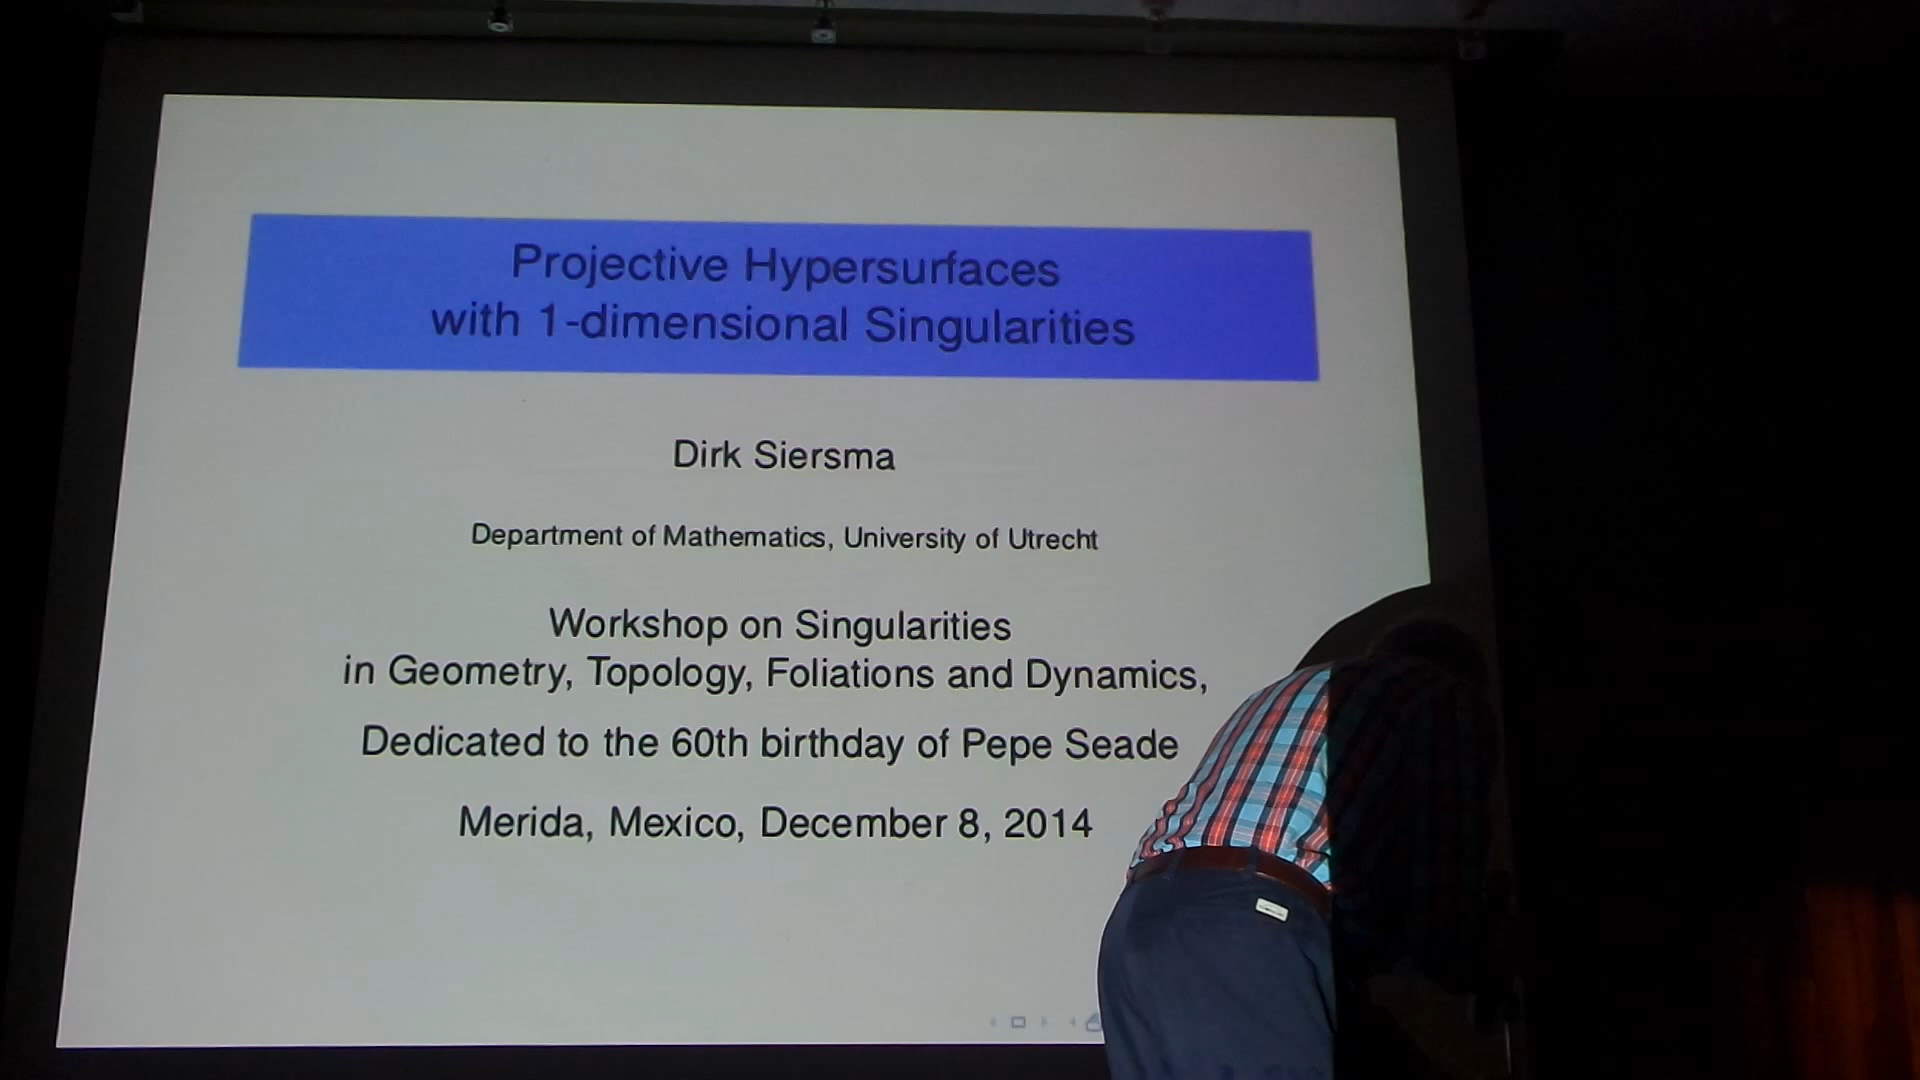 Projective Hypersurfaces
with 1-dimensional Singularities
Dirk Siersma
Department of Mathematics, University of Utrecht
Workshop on Singularities
in Geometry, Topology, Foliations and Dynamics,
Dedicated to the 60th birthday of Pepe Seade
Merida, Mexico, December 8, 2014